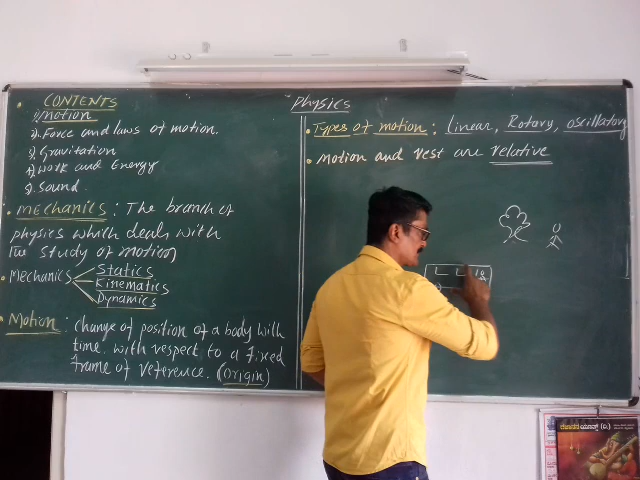 Physics
CONTENTS
1) Motion
2) Force and laws of motion.
3) Gravitation
4) Work and Energy
5) Sound.
• MECHANICS : The branch of
physics which deals with
The study of motion
• Mechanics
Statics
Kinematics
Dynamics
• Motion : change of position of a body with
time. with respect to a fixed
frame of reference. (origin)
• Types of motion : Linear, Rotary, oscillatory
• Motion and rest are relative